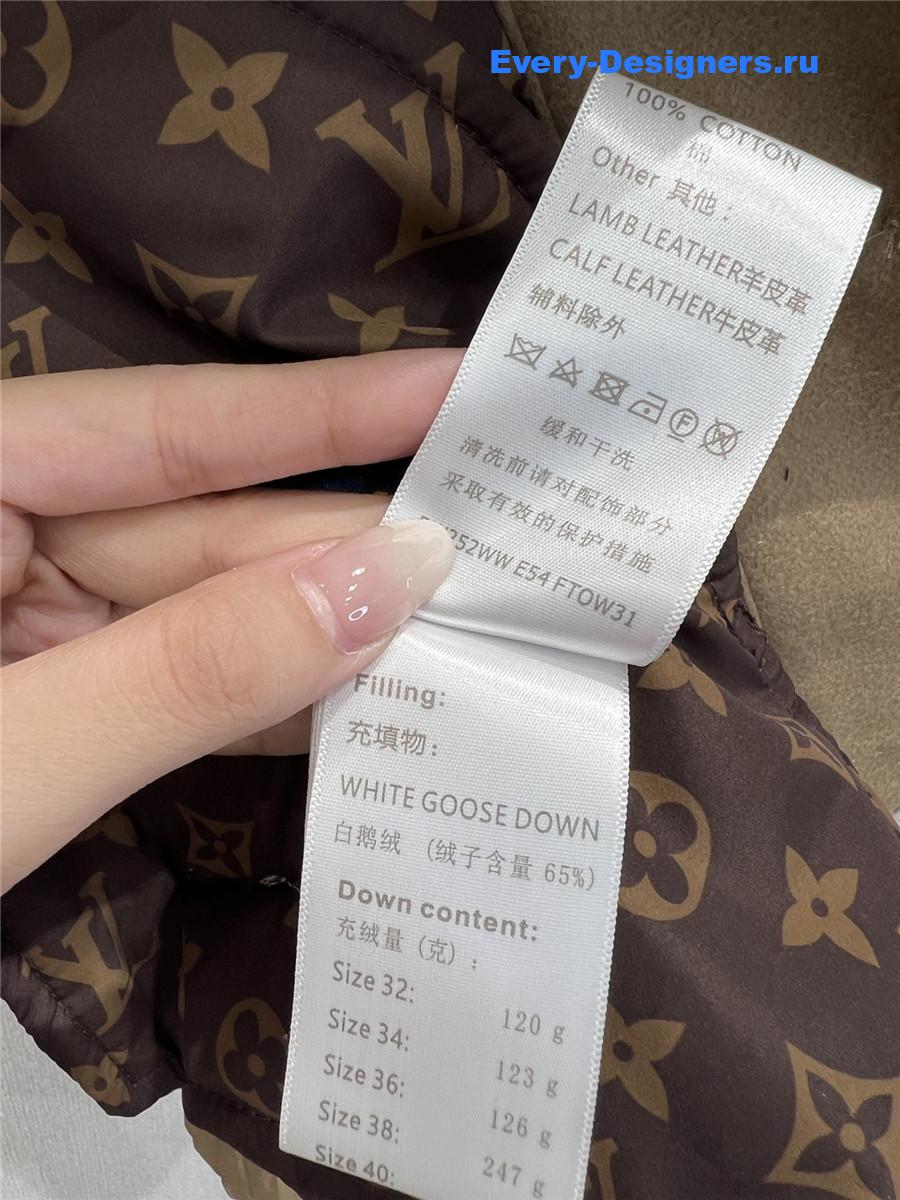 Every-Designers.ru
100% COTTON
棉
Other 其他：
LAMB LEATHER羊皮革
CALF LEATHER牛皮革
辅料除外
F
缓和干洗
清洗前请对配饰部分
采取有效的保护措施
E54 FTOW31
Filling:
充填物：
WHITE GOOSE DOWN
白鹅绒 (绒子含量 65%)
Down content:
充绒量（克）：
Size 32: 120 g
Size 34: 123 g
Size 36: 126 g
Size 38: 247 g
Size 40: